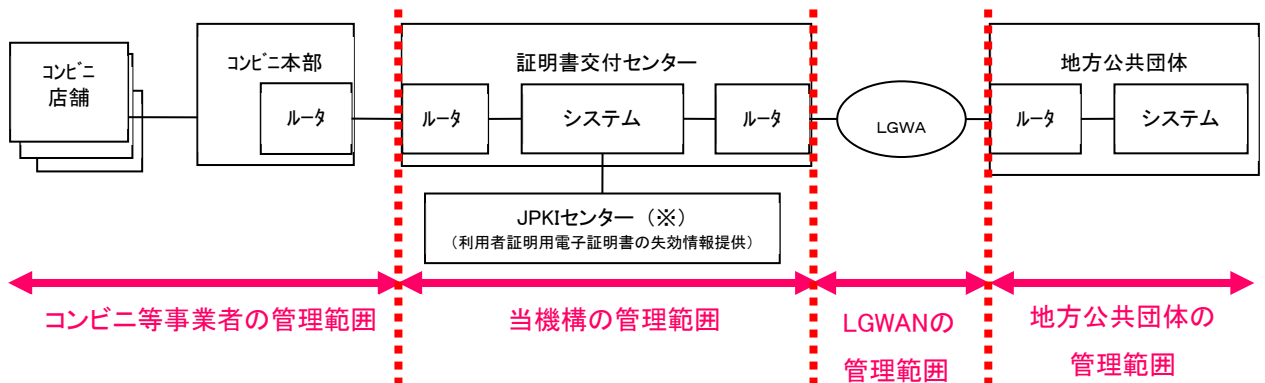 コンビニ
店舗
コンビニ本部
ルータ
証明書交付センター
ルータ
システム
ルータ
LGWA
地方公共団体
ルータ
システム
JPKIセンター（※）
（利用者証明用電子証明書の失効情報提供）
コンビニ等事業者の管理範囲
当機構の管理範囲
LGWANの
管理範囲
地方公共団体の
管理範囲